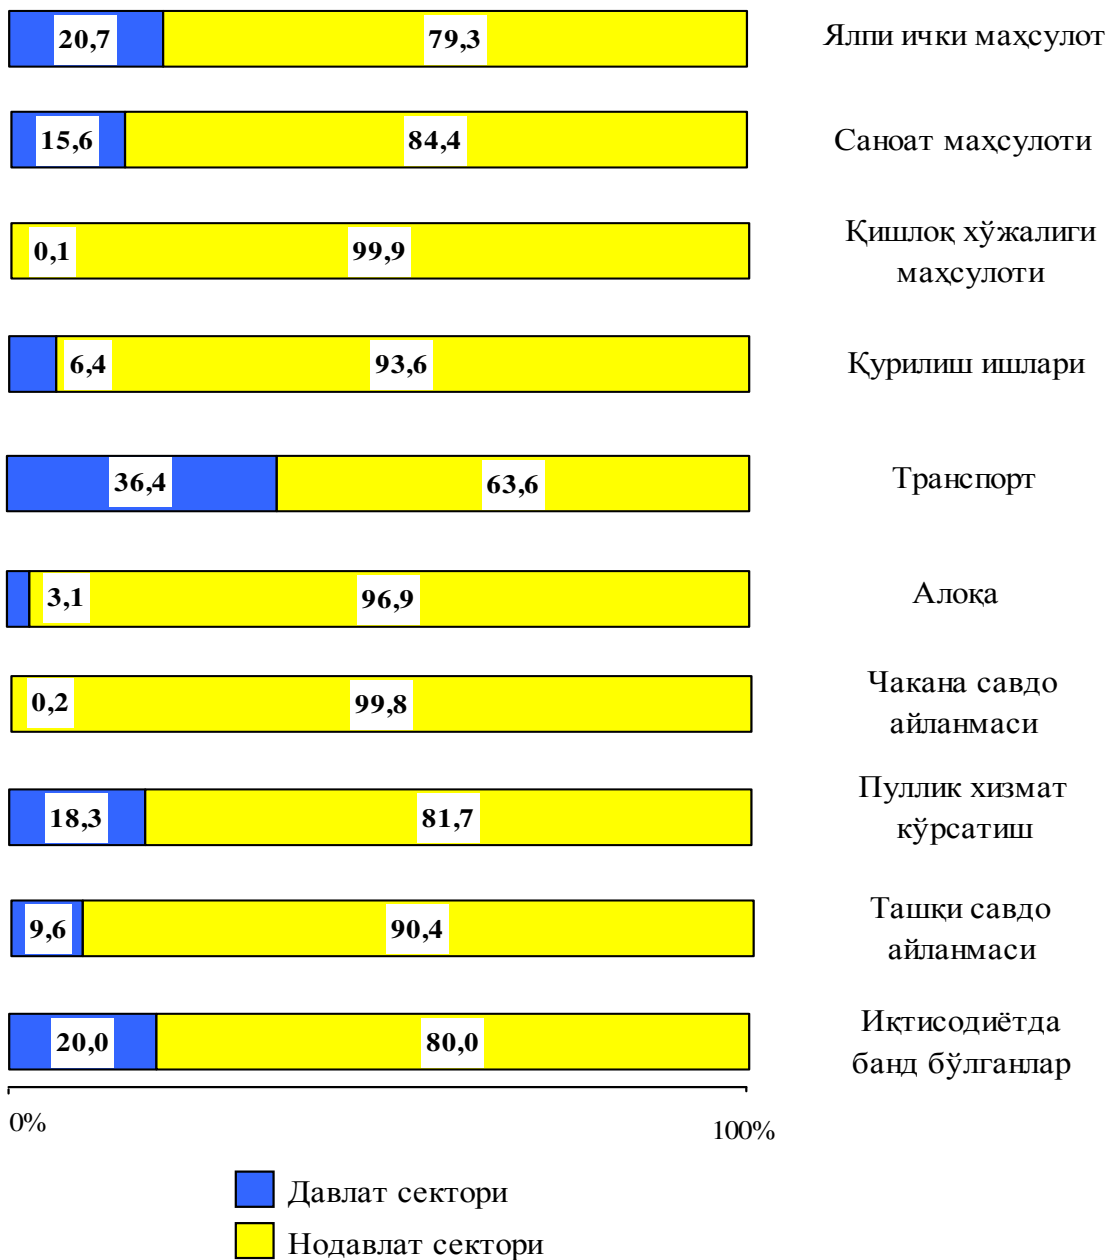 20,7 79,3 Ялпи ички маҳсулот
15,6 84,4 Саноат маҳсулоти
0,1 99,9 Қишлоқ хўжалиги
маҳсулоти
6,4 93,6 Қурилиш ишлари
36,4 63,6 Транспорт
3,1 96,9 Алоқа
0,2 99,8 Чакана савдо
айланмаси
18,3 81,7 Пуллик хизмат
кўрсатиш
9,6 90,4 Ташқи савдо
айланмаси
20,0 80,0 Иқтисодиётда
банд бўлганлар
0% 100%
Давлат сектори
Нодавлат сектори